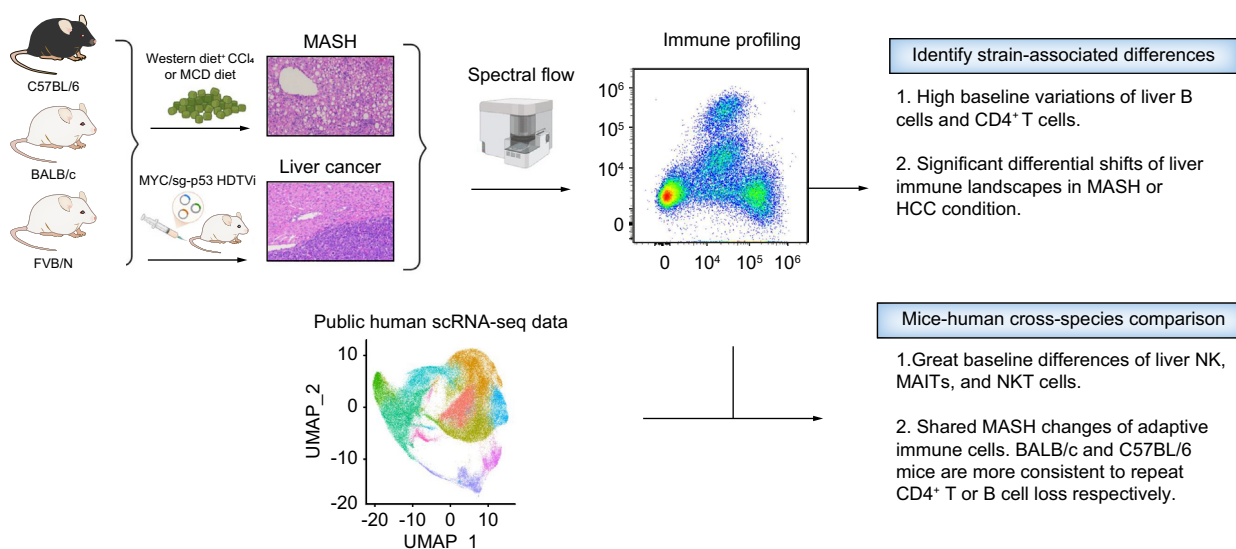 C57BL/6
BALB/c
FVB/N
Western diet⁺ CCl₄
or MCD diet
MYC/sg-p53 HDTVi
MASH
Liver cancer
Spectral flow
Immune profiling
10⁶
10⁵
10⁴
0
0 10⁴ 10⁵ 10⁶
Identify strain-associated differences
1. High baseline variations of liver B
cells and CD4⁺ T cells.
2. Significant differential shifts of liver
immune landscapes in MASH or
HCC condition.
Public human scRNA-seq data
UMAP_2
10
0
-10
-20
-20 -10 0 10
UMAP_1
Mice-human cross-species comparison
1.Great baseline differences of liver NK,
MAITs, and NKT cells.
2. Shared MASH changes of adaptive
immune cells. BALB/c and C57BL/6
mice are more consistent to repeat
CD4⁺ T or B cell loss respectively.